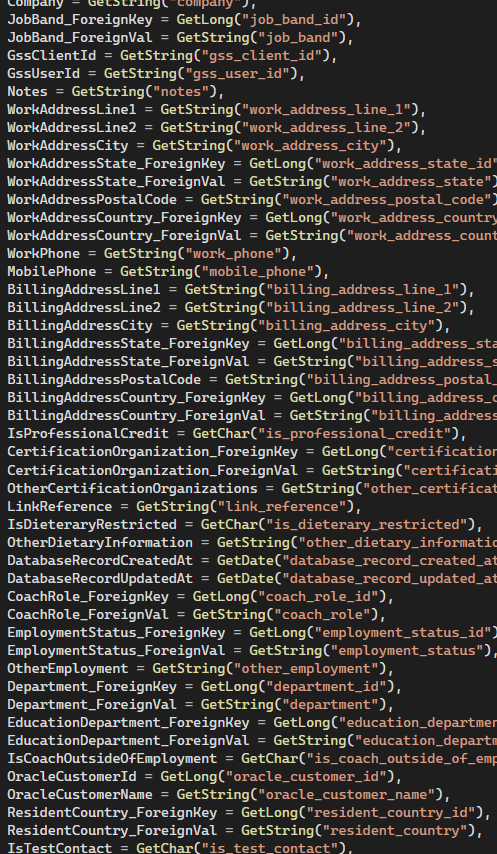 Company = GetString("company"),
JobBand_ForeignKey = GetLong("job_band_id"),
JobBand_ForeignVal = GetString("job_band"),
GssClientId = GetString("gss_client_id"),
GssUserId = GetString("gss_user_id"),
Notes = GetString("notes"),
WorkAddressLine1 = GetString("work_address_line_1"),
WorkAddressLine2 = GetString("work_address_line_2"),
WorkAddressCity = GetString("work_address_city"),
WorkAddressState_ForeignKey = GetLong("work_address_state_id"
WorkAddressState_ForeignVal = GetString("work_address_state")
WorkAddressPostalCode = GetString("work_address_postal_code")
WorkAddressCountry_ForeignKey = GetLong("work_address_country
WorkAddressCountry_ForeignVal = GetString("work_address_count
WorkPhone = GetString("work_phone"),
MobilePhone = GetString("mobile_phone"),
BillingAddressLine1 = GetString("billing_address_line_1"),
BillingAddressLine2 = GetString("billing_address_line_2"),
BillingAddressCity = GetString("billing_address_city"),
BillingAddressState_ForeignKey = GetLong("billing_address_sta
BillingAddressState_ForeignVal = GetString("billing_address_s
BillingAddressPostalCode = GetString("billing_address_postal_
BillingAddressCountry_ForeignKey = GetLong("billing_address_c
BillingAddressCountry_ForeignVal = GetString("billing_address
IsProfessionalCredit = GetChar("is_professional_credit"),
CertificationOrganization_ForeignKey = GetLong("certification
CertificationOrganization_ForeignVal = GetString("certificati
OtherCertificationOrganizations = GetString("other_certificat
LinkReference = GetString("link_reference"),
IsDieteraryRestricted = GetChar("is_dieterary_restricted"),
OtherDietaryInformation = GetString("other_dietary_informatio
DatabaseRecordCreatedAt = GetDate("database_record_created_at
DatabaseRecordUpdatedAt = GetDate("database_record_updated_at
CoachRole_ForeignKey = GetLong("coach_role_id"),
CoachRole_ForeignVal = GetString("coach_role"),
EmploymentStatus_ForeignKey = GetLong("employment_status_id")
EmploymentStatus_ForeignVal = GetString("employment_status"),
OtherEmployment = GetString("other_employment"),
Department_ForeignKey = GetLong("department_id"),
Department_ForeignVal = GetString("department"),
EducationDepartment_ForeignKey = GetLong("education_departmen
EducationDepartment_ForeignVal = GetString("education_departm
IsCoachOutsideOfEmployment = GetChar("is_coach_outside_of_emp
OracleCustomerId = GetLong("oracle_customer_id"),
OracleCustomerName = GetString("oracle_customer_name"),
ResidentCountry_ForeignKey = GetLong("resident_country_id"),
ResidentCountry_ForeignVal = GetString("resident_country"),
IsTestContact = GetChar("is_test_contact"),